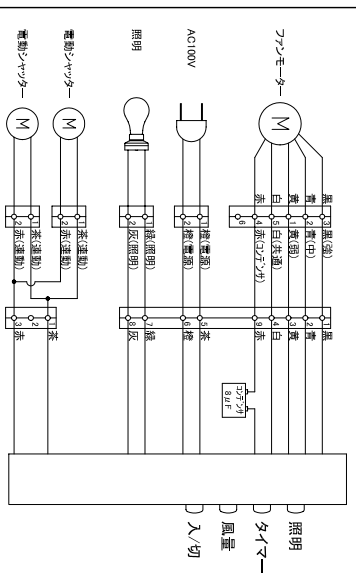 電動シャッター
電動シャッター
照明
AC100V
ファンモーター
M
M
M
赤
白
黄
青
黒
2
1
2
1
2
1
2
1
6
4
5
1
2
3
赤(連動)
茶(連動)
赤(連動)
茶(連動)
灰(照明)
緑(照明)
橙(電源)
橙(電源)
赤(コンデンサ)
白(共通)
黄(弱)
青(中)
黒(強)
3
2
1
8
7
6
5
9
4
3
2
1
赤
茶
灰
緑
橙
茶
赤
白
黄
青
黒
コンデンサ
8μF
入/切
風量
タイマー
照明